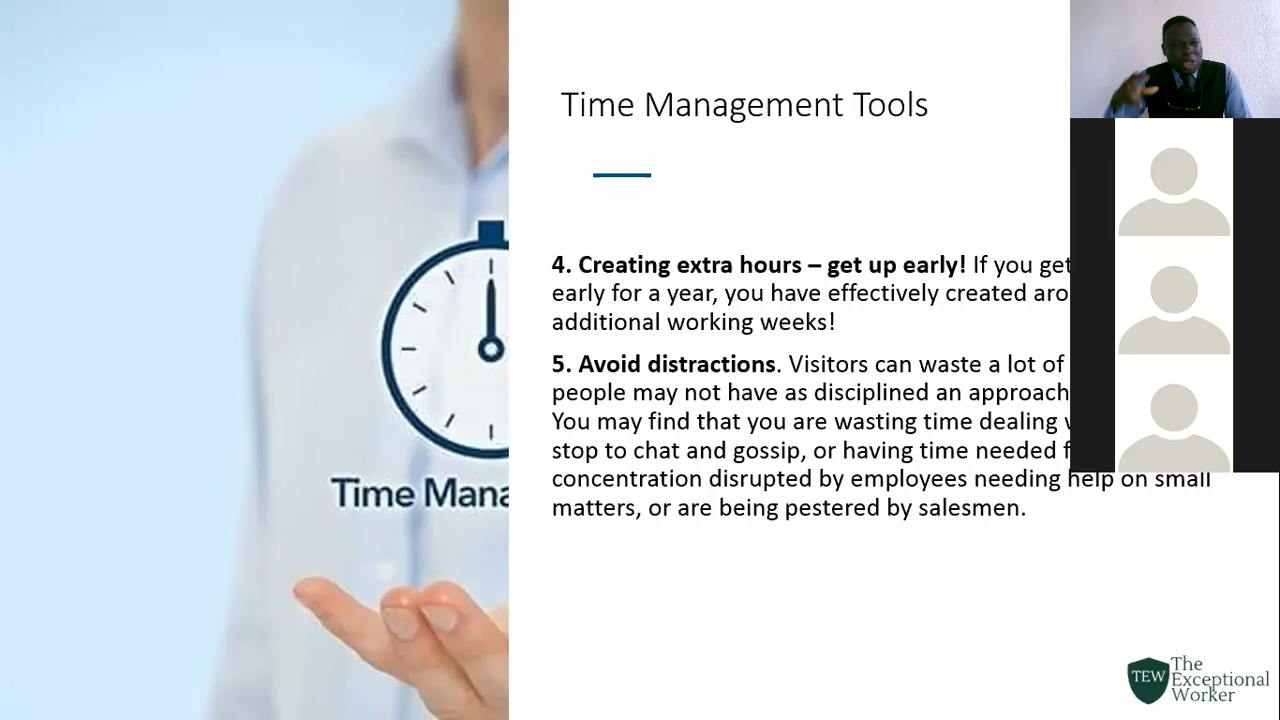 Time Management Tools
4. Creating extra hours – get up early! If you get
early for a year, you have effectively created
additional working weeks!
5. Avoid distractions. Visitors can waste a lot of
people may not have as disciplined an approach
You may find that you are wasting time dealing
stop to chat and gossip, or having time needed
concentration disrupted by employees needing help on small
matters, or are being pestered by salesmen.
Time
TEW
The
Exceptional
Worker